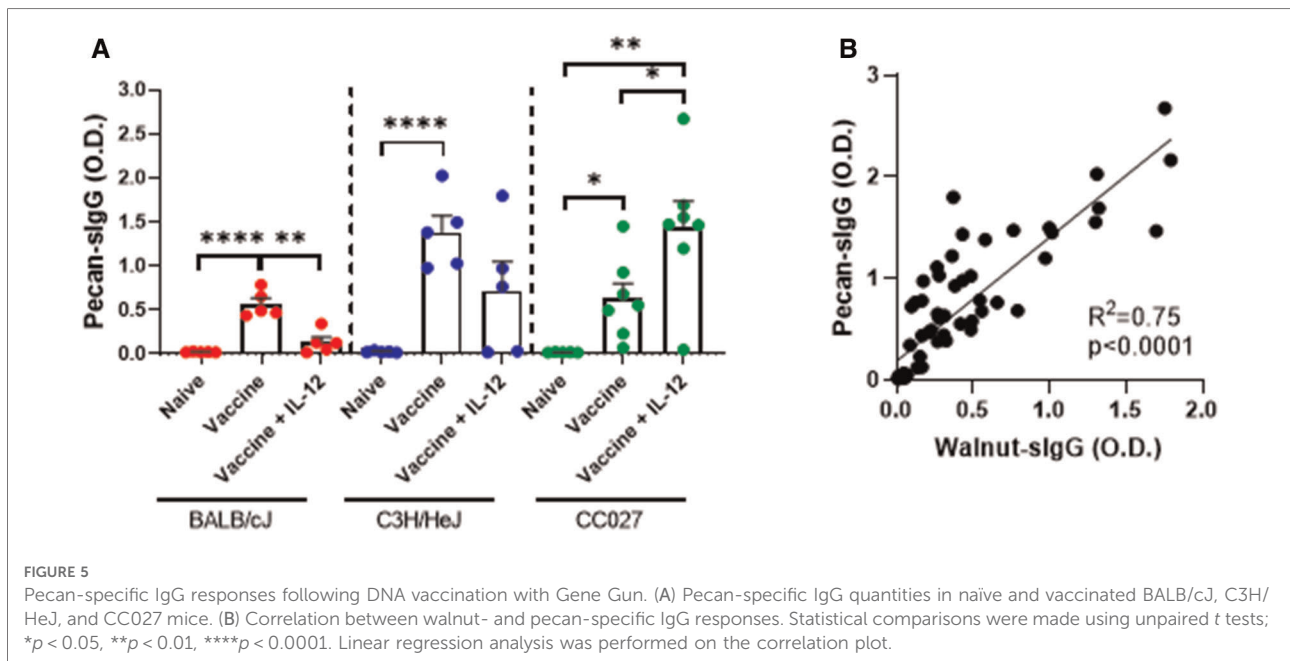 A
B
Pecan-sIgG (O.D.)
3.0
2.5
2.0
1.5
1.0
0.5
0.0
**** **
****
**
*
*
Naive
Vaccine
Vaccine + IL-12
Naive
Vaccine
Vaccine + IL-12
Naive
Vaccine
Vaccine + IL-12
BALB/cJ
C3H/HeJ
CC027
Pecan-sIgG (O.D.)
3
2
1
0
R²=0.75
p<0.0001
0.0
0.5
1.0
1.5
2.0
Walnut-sIgG (O.D.)
FIGURE 5
Pecan-specific IgG responses following DNA vaccination with Gene Gun. (A) Pecan-specific IgG quantities in naïve and vaccinated BALB/cJ, C3H/
HeJ, and CC027 mice. (B) Correlation between walnut- and pecan-specific IgG responses. Statistical comparisons were made using unpaired t tests;
*p < 0.05, **p < 0.01, ****p < 0.0001. Linear regression analysis was performed on the correlation plot.